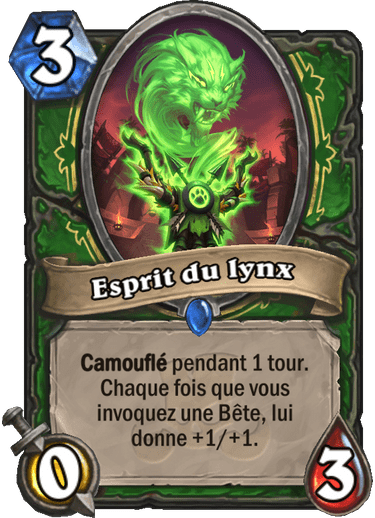 3
Esprit du lynx
Camouflé pendant 1 tour.
Chaque fois que vous
invoquez une Bête, lui
donne +1/+1.
0
3